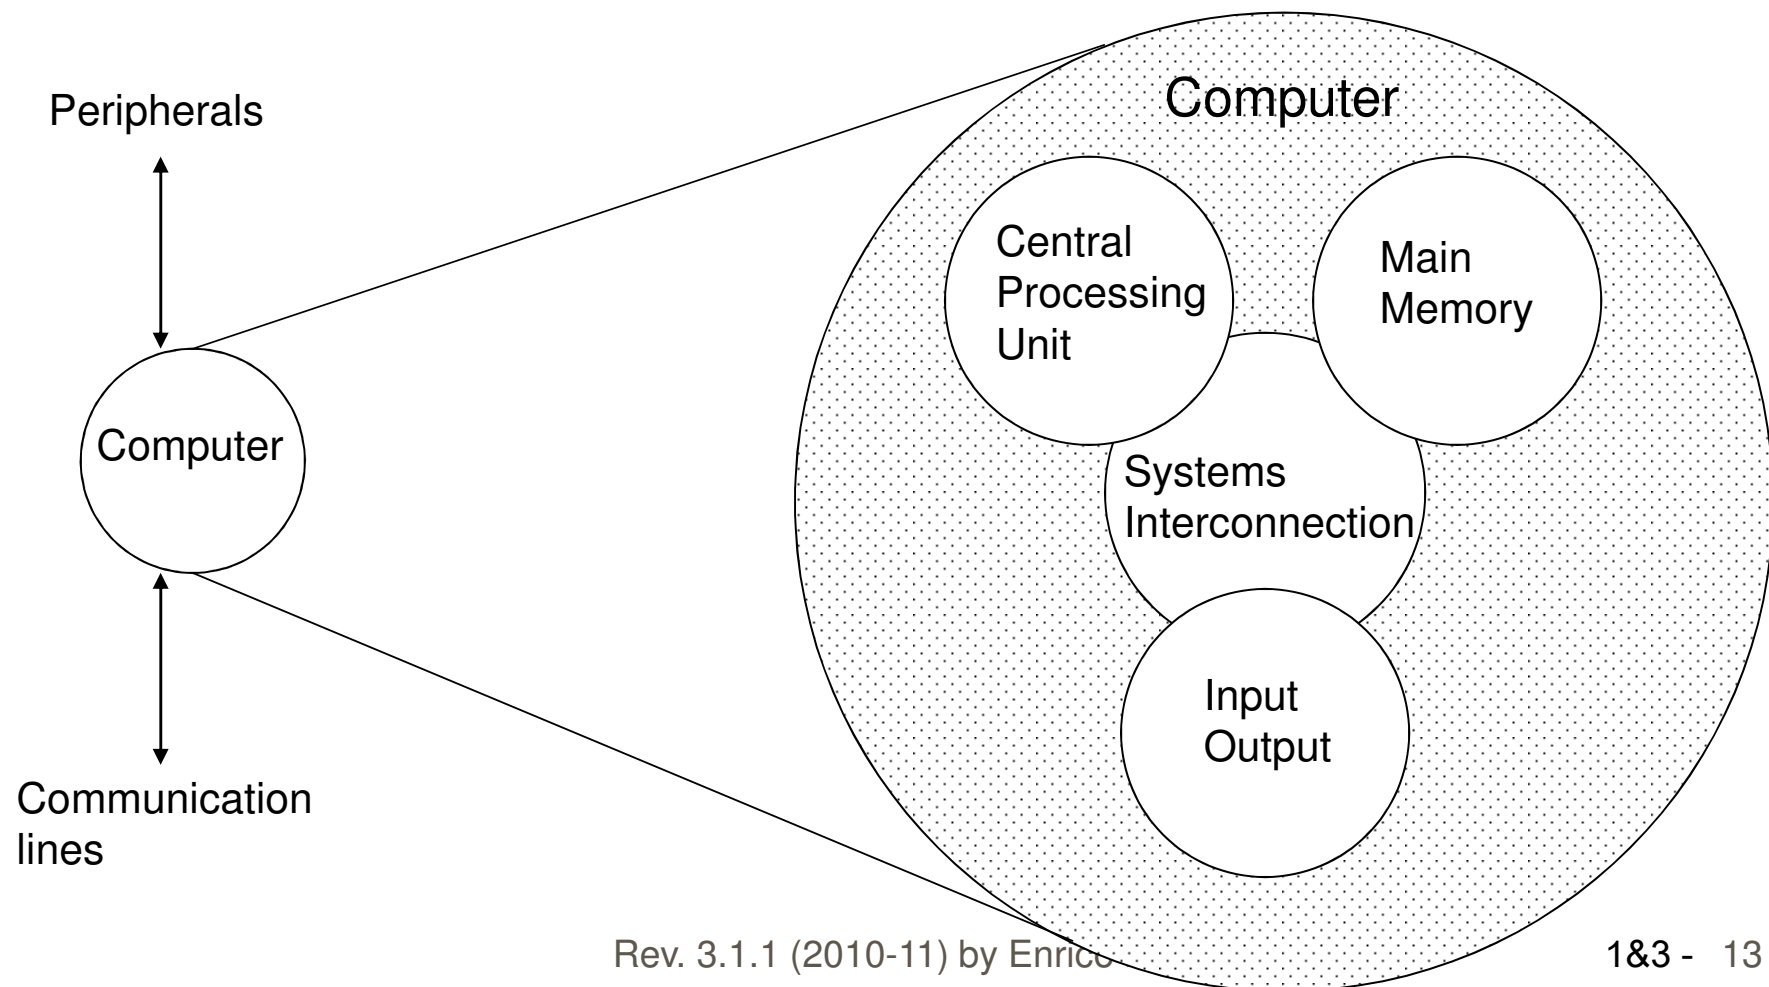 Peripherals
Computer
Communication
lines
Computer
Central
Processing
Unit
Main
Memory
Systems
Interconnection
Input
Output
Rev. 3.1.1 (2010-11) by Enrico
1&3 - 13